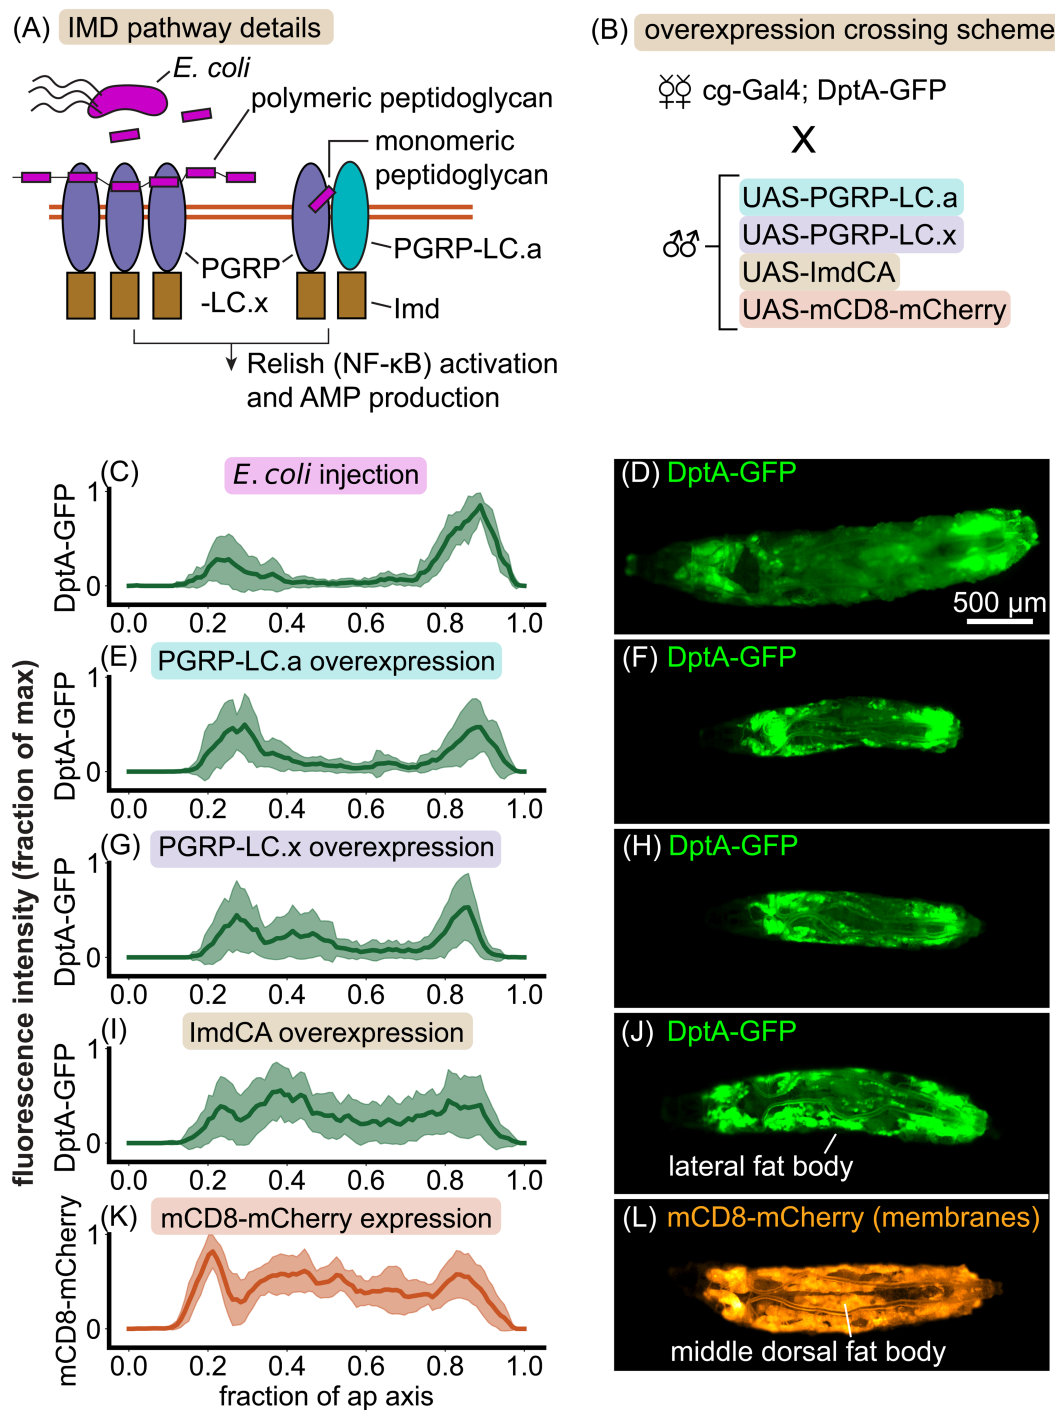 (A) IMD pathway details
E. coli
polymeric peptidoglycan
monomeric
peptidoglycan
PGRP-LC.a
PGRP
-LC.x
Imd
Relish (NF-κB) activation
and AMP production
(B) overexpression crossing scheme
⚥⚥ cg-Gal4; DptA-GFP
X
♂♂
UAS-PGRP-LC.a
UAS-PGRP-LC.x
UAS-ImdCA
UAS-mCD8-mCherry
fluorescence intensity (fraction of max)
(C) E. coli injection
DptA-GFP
1
0
0.0 0.2 0.4 0.6 0.8 1.0
(D) DptA-GFP
500 μm
(E) PGRP-LC.a overexpression
DptA-GFP
1
0
0.0 0.2 0.4 0.6 0.8 1.0
(F) DptA-GFP
(G) PGRP-LC.x overexpression
DptA-GFP
1
0
0.0 0.2 0.4 0.6 0.8 1.0
(H) DptA-GFP
(I) ImdCA overexpression
DptA-GFP
1
0
0.0 0.2 0.4 0.6 0.8 1.0
(J) DptA-GFP
lateral fat body
(K) mCD8-mCherry expression
mCD8-mCherry
1
0
0.0 0.2 0.4 0.6 0.8 1.0
fraction of ap axis
(L) mCD8-mCherry (membranes)
middle dorsal fat body